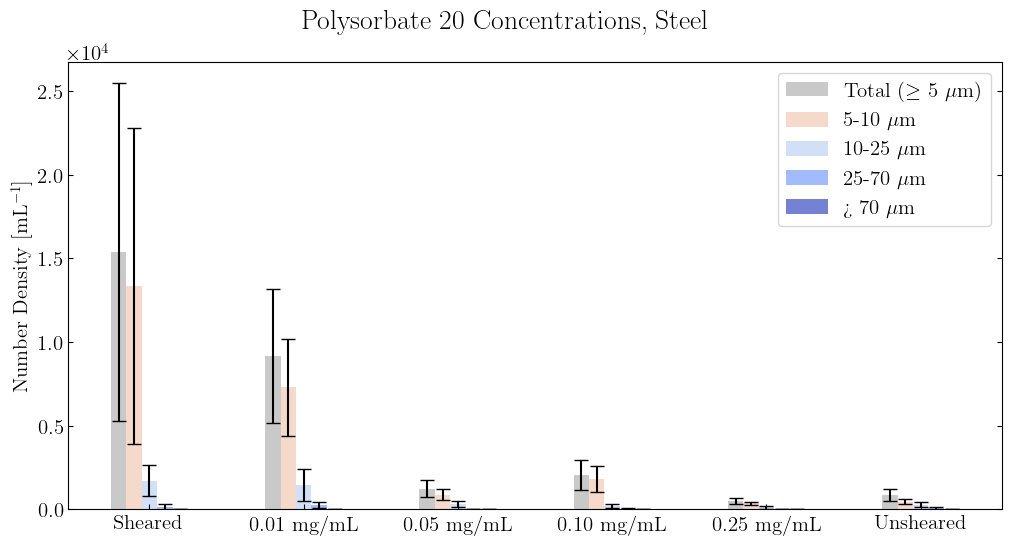 Polysorbate 20 Concentrations, Steel
×10⁴
Number Density [mL⁻¹]
2.5
2.0
1.5
1.0
0.5
0.0
Total (≥ 5 μm)
5-10 μm
10-25 μm
25-70 μm
> 70 μm
Sheared 0.01 mg/mL 0.05 mg/mL 0.10 mg/mL 0.25 mg/mL Unsheared